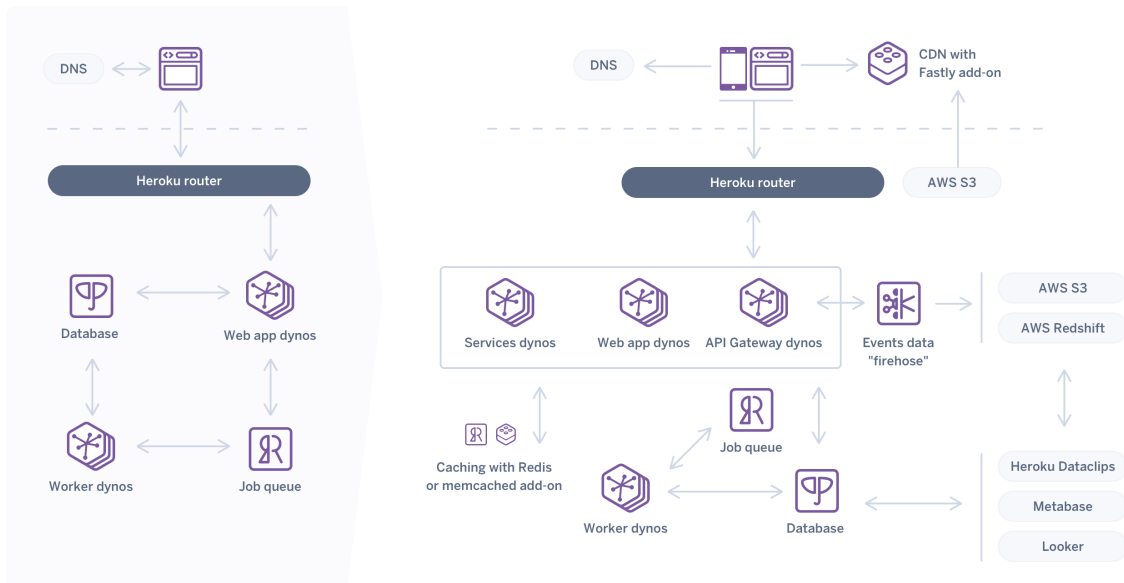 DNS
Heroku router
Database
Web app dynos
Worker dynos
Job queue
DNS
CDN with
Fastly add-on
Heroku router
AWS S3
Services dynos
Web app dynos
API Gateway dynos
Events data
"firehose"
AWS S3
AWS Redshift
Caching with Redis
or memcached add-on
Job queue
Worker dynos
Database
Heroku Dataclips
Metabase
Looker